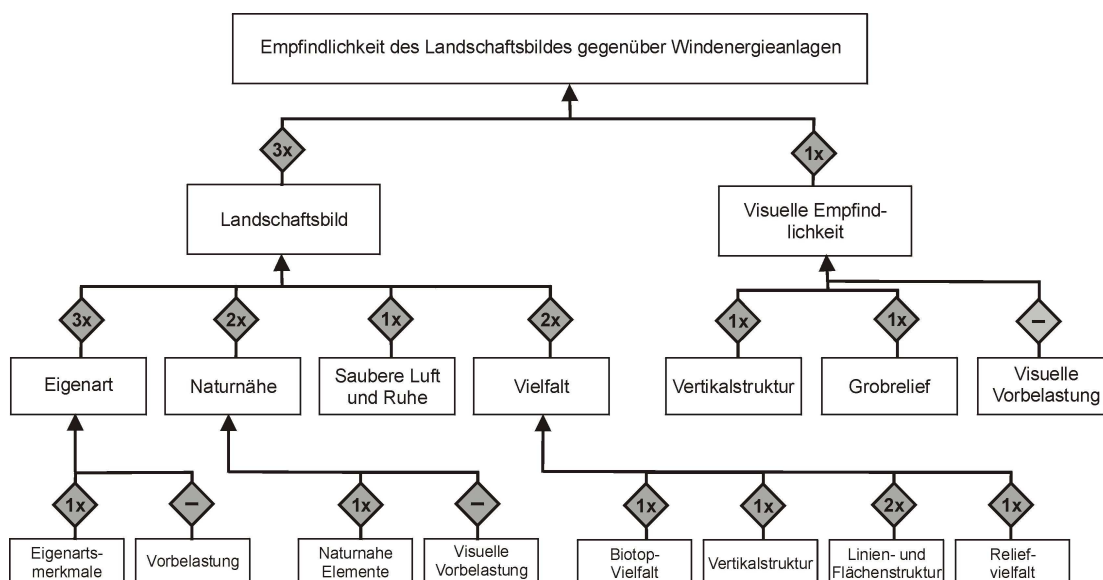 Empfindlichkeit des Landschaftsbildes gegenüber Windenergieanlagen
3x
1x
Landschaftsbild
Visuelle Empfind-
lichkeit
3x
2x
1x
2x
1x
1x
–
Eigenart
Naturnähe
Saubere Luft
und Ruhe
Vielfalt
Vertikalstruktur
Grobrelief
Visuelle
Vorbelastung
1x
–
1x
–
1x
1x
2x
1x
Eigenarts-
merkmale
Vorbelastung
Naturnahe
Elemente
Visuelle
Vorbelastung
Biotop-
Vielfalt
Vertikalstruktur
Linien- und
Flächenstruktur
Relief-
vielfalt